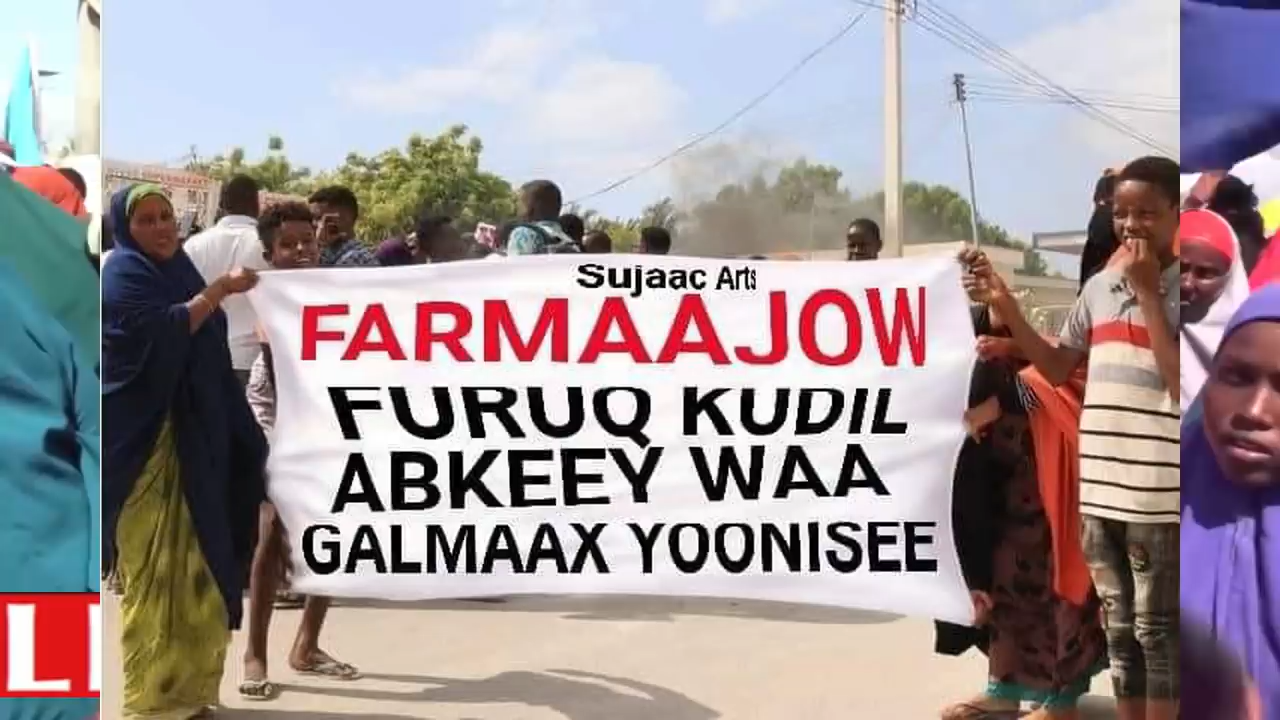 Sujaac Arts
FARMAAJOW
FURUQ KUDIL
ABKEEY WAA
GALMAAX YOONISEE